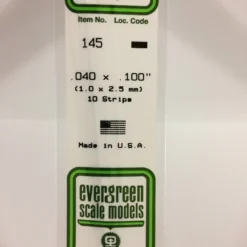 Item No. Loc. Code
145
.040 x .100"
(1.0 x 2.5 mm)
10 Strips
Made in U.S.A.
evergreen
scale models